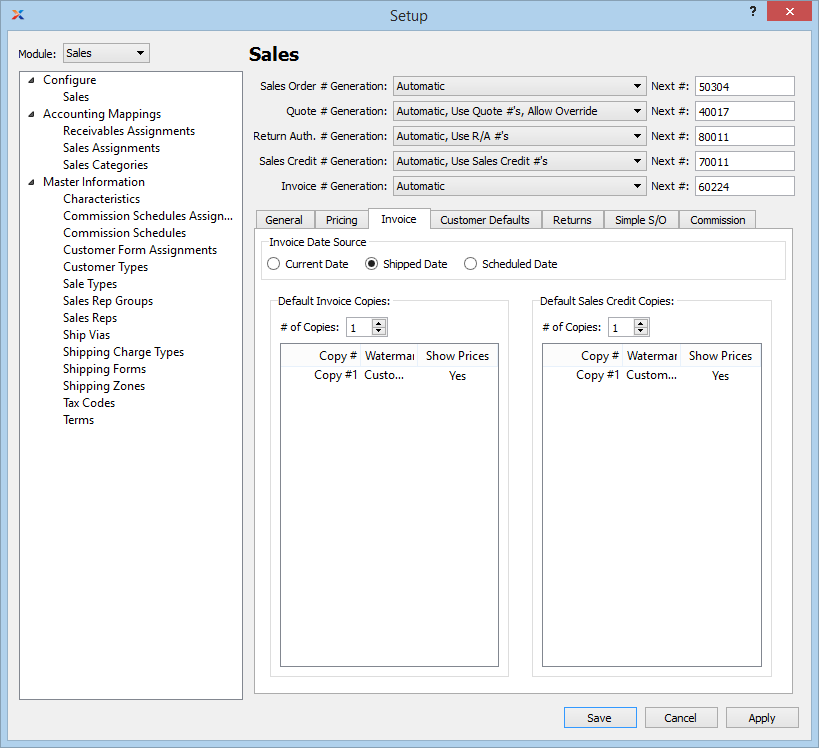 Setup
?
Module: Sales
Configure
Sales
Accounting Mappings
Receivables Assignments
Sales Assignments
Sales Categories
Master Information
Characteristics
Commission Schedules Assign...
Commission Schedules
Customer Form Assignments
Customer Types
Sale Types
Sales Rep Groups
Sales Reps
Ship Vias
Shipping Charge Types
Shipping Forms
Shipping Zones
Tax Codes
Terms
Sales
Sales Order # Generation: Automatic Next #: 50304
Quote # Generation: Automatic, Use Quote #'s, Allow Override Next #: 40017
Return Auth. # Generation: Automatic, Use R/A #'s Next #: 80011
Sales Credit # Generation: Automatic, Use Sales Credit #'s Next #: 70011
Invoice # Generation: Automatic Next #: 60224
General Pricing Invoice Customer Defaults Returns Simple S/O Commission
Invoice Date Source
Current Date Shipped Date Scheduled Date
Default Invoice Copies:
# of Copies: 1
Copy # Watermar Show Prices
Copy #1 Custo... Yes
Default Sales Credit Copies:
# of Copies: 1
Copy # Watermar Show Prices
Copy #1 Custom... Yes
Save Cancel Apply